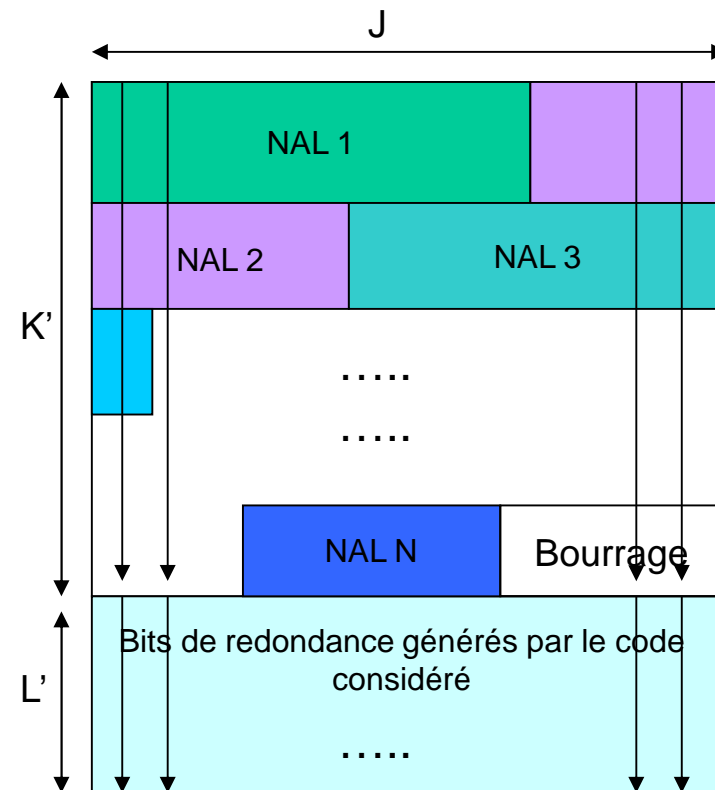 J
NAL 1
NAL 2
NAL 3
K’
.....
.....
NAL N
Bourrage
Bits de redondance générés par le code
considéré
L’
.....